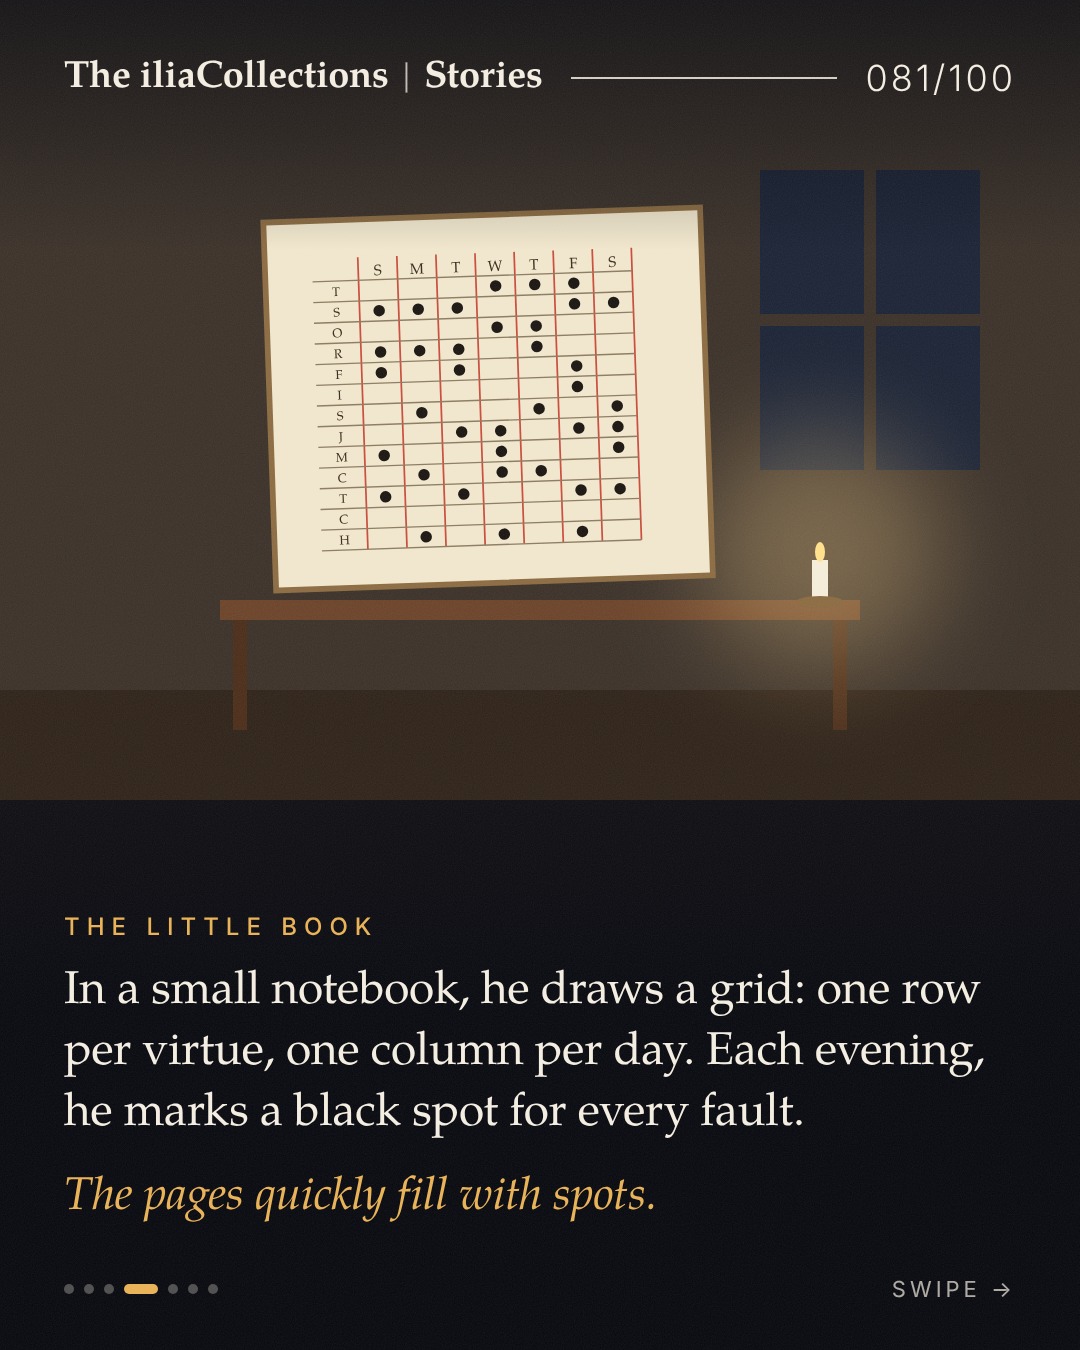 The iliaCollections | Stories 081/100
S M T W T F S
T
S
O
R
F
I
S
J
M
C
T
C
H
THE LITTLE BOOK
In a small notebook, he draws a grid: one row
per virtue, one column per day. Each evening,
he marks a black spot for every fault.
The pages quickly fill with spots.
SWIPE →